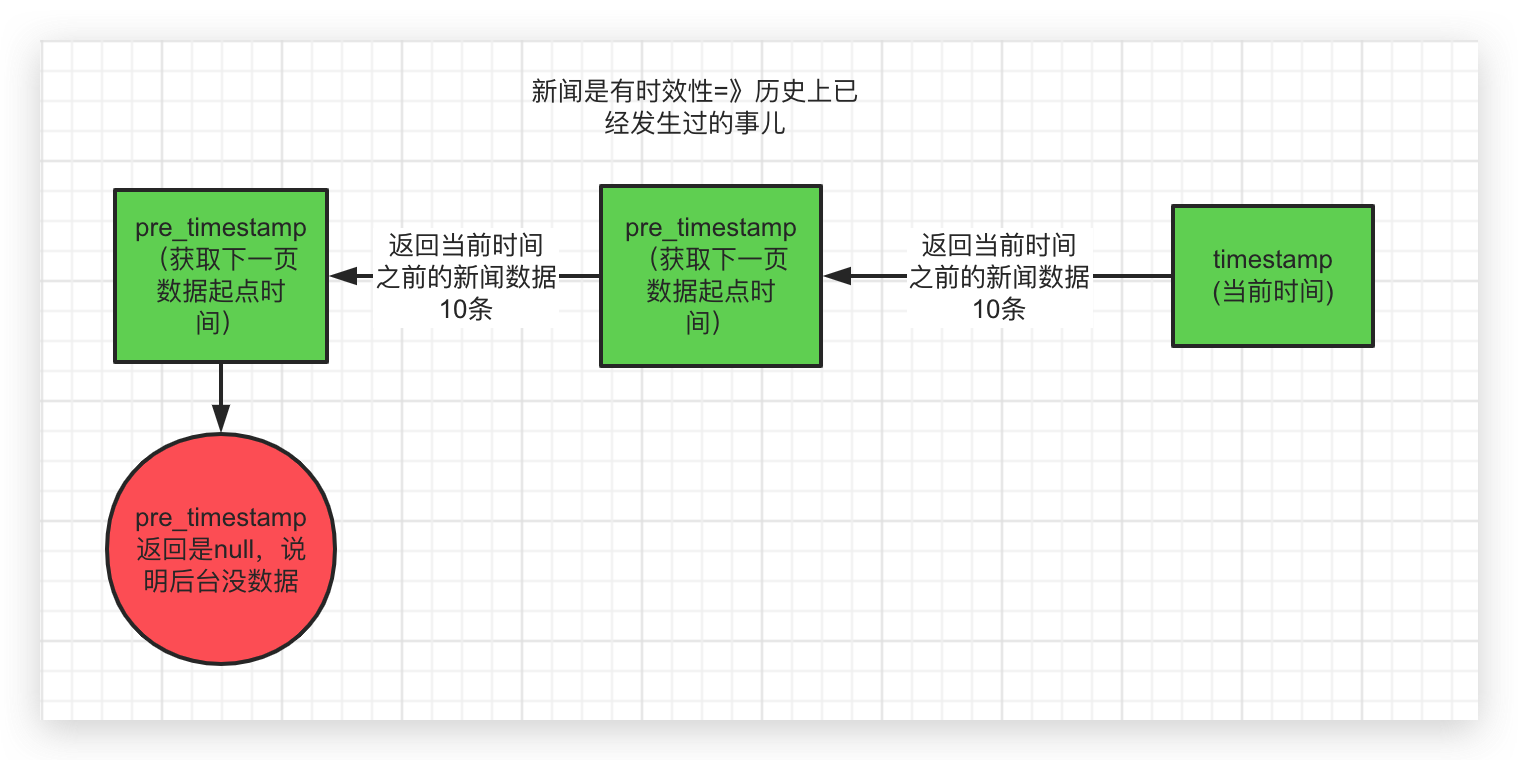 新闻是有时效性=》历史上已
经发生过的事儿
pre_timestamp
（获取下一页
数据起点时
间）
返回当前时间
之前的新闻数据
10条
pre_timestamp
（获取下一页
数据起点时
间）
返回当前时间
之前的新闻数据
10条
timestamp
(当前时间)
pre_timestamp
返回是null，说
明后台没数据